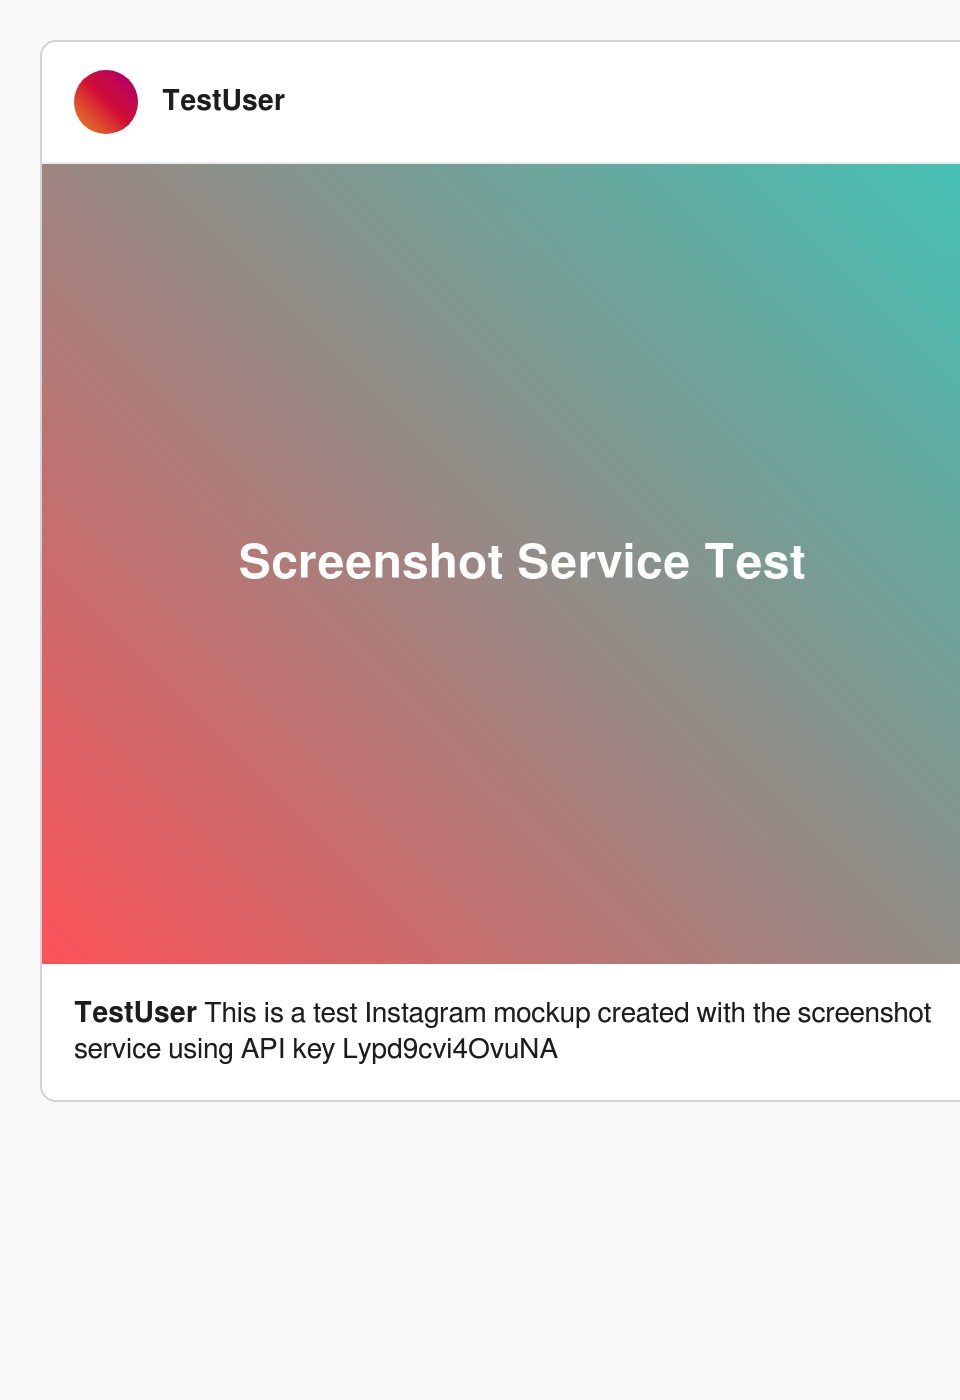 TestUser
Screenshot Service Test
TestUser This is a test Instagram mockup created with the screenshot
service using API key Lypd9cvi4OvuNA